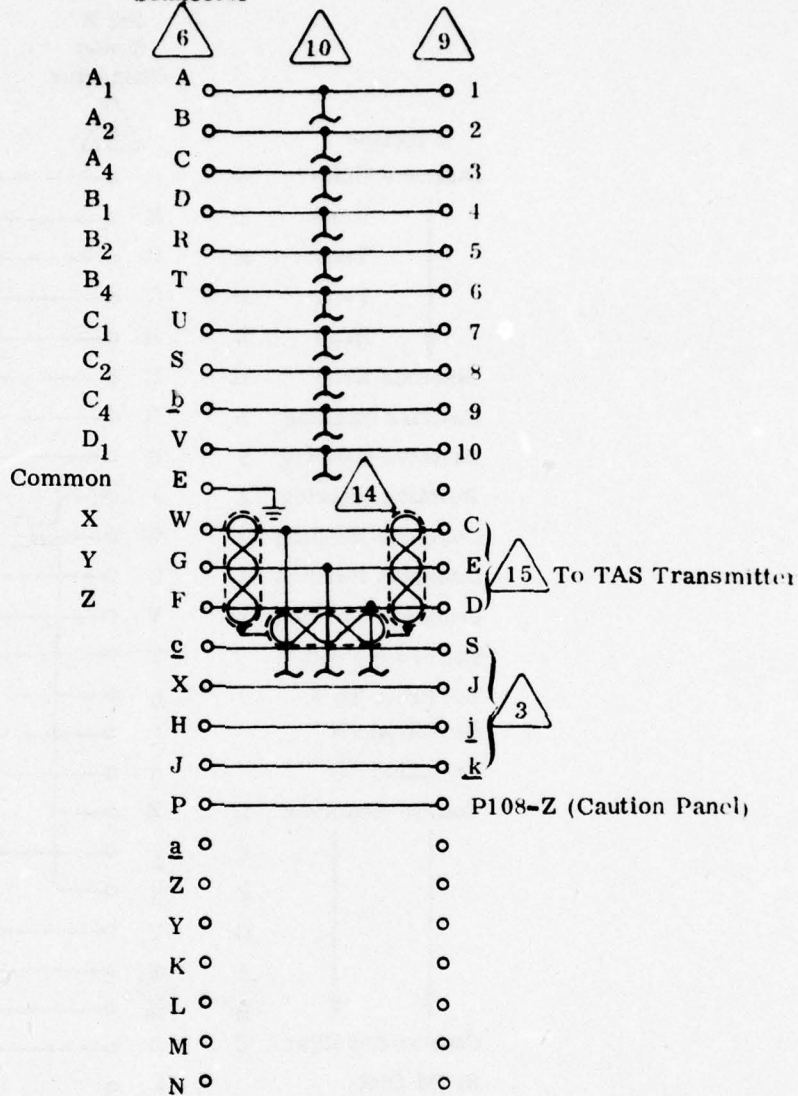 6 10 9
A1 A 1
A2 B 2
A4 C 3
B1 D 4
B2 R 5
B4 T 6
C1 U 7
C2 S 8
C4 b 9
D1 V 10
Common E 14
X W C
Y G E 15 To TAS Transmitter
Z F D
c S
X J
H j 3
J k
P P108-Z (Caution Panel)
a
Z
Y
K
L
M
N